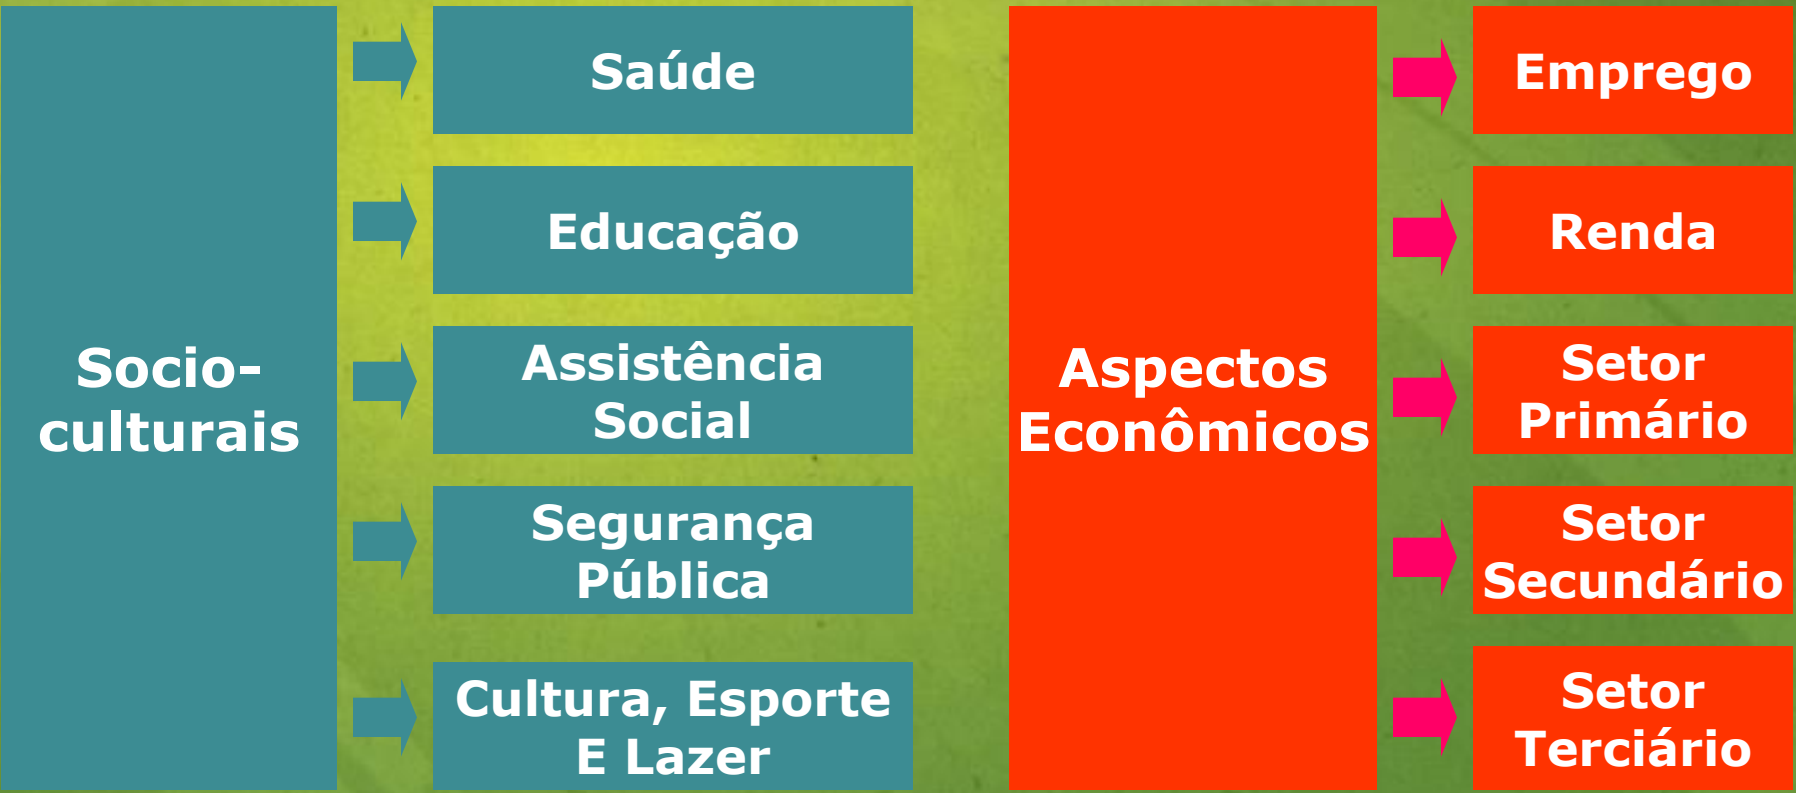 Socio-
culturais
Saúde
Educação
Assistência
Social
Segurança
Pública
Cultura, Esporte
E Lazer
Aspectos
Econômicos
Emprego
Renda
Setor
Primário
Setor
Secundário
Setor
Terciário